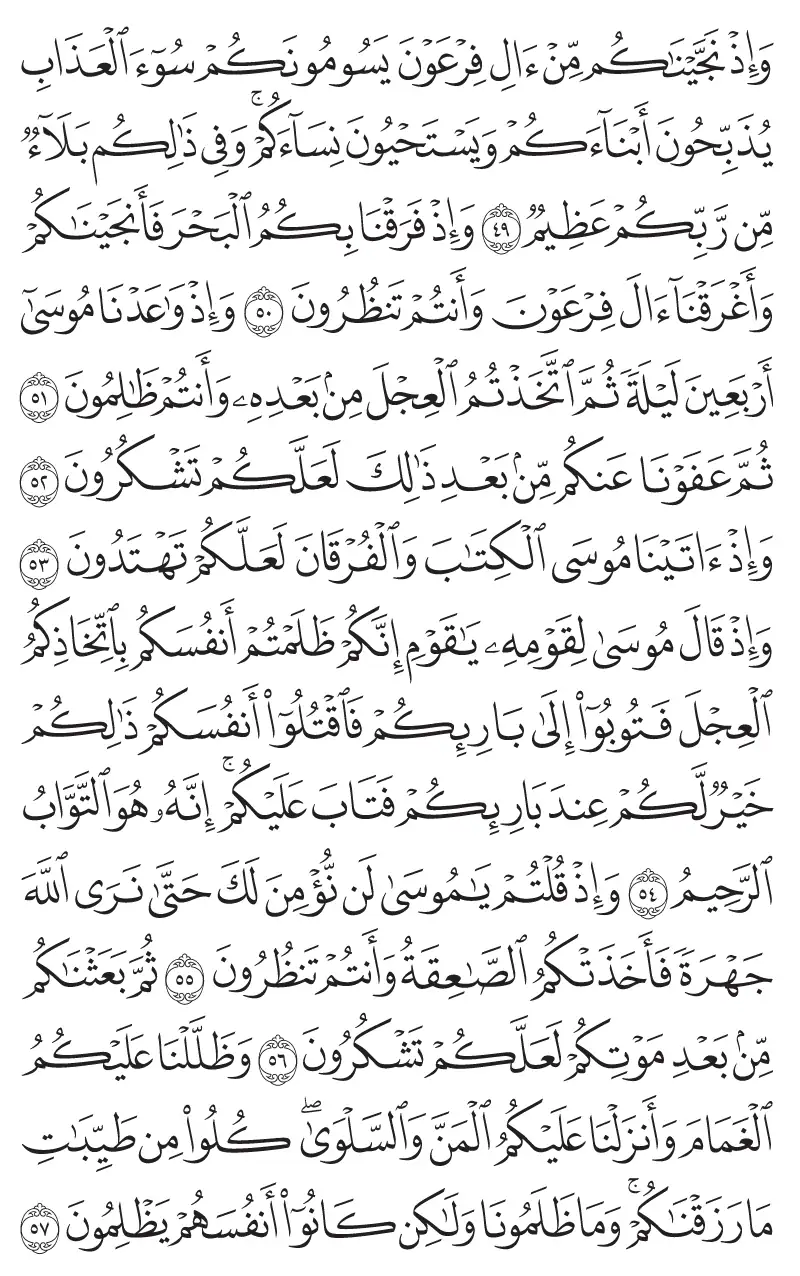 وَإِذْ نَجَّيْنَٰكُم مِّنْ ءَالِ فِرْعَوْنَ يَسُومُونَكُمْ سُوٓءَ ٱلْعَذَابِ
يُذَبِّحُونَ أَبْنَآءَكُمْ وَيَسْتَحْيُونَ نِسَآءَكُمْ ۚ وَفِى ذَٰلِكُم بَلَآءٌ
مِّن رَّبِّكُمْ عَظِيمٌ ٤٩ وَإِذْ فَرَقْنَا بِكُمُ ٱلْبَحْرَ فَأَنجَيْنَٰكُمْ
وَأَغْرَقْنَآ ءَالَ فِرْعَوْنَ وَأَنتُمْ تَنظُرُونَ ٥٠ وَإِذْ وَٰعَدْنَا مُوسَىٰٓ
أَرْبَعِينَ لَيْلَةً ثُمَّ ٱتَّخَذْتُمُ ٱلْعِجْلَ مِنۢ بَعْدِهِۦ وَأَنتُمْ ظَٰلِمُونَ ٥١
ثُمَّ عَفَوْنَا عَنكُم مِّنۢ بَعْدِ ذَٰلِكَ لَعَلَّكُمْ تَشْكُرُونَ ٥٢
وَإِذْ ءَاتَيْنَا مُوسَى ٱلْكِتَٰبَ وَٱلْفُرْقَانَ لَعَلَّكُمْ تَهْتَدُونَ ٥٣
وَإِذْ قَالَ مُوسَىٰ لِقَوْمِهِۦ يَٰقَوْمِ إِنَّكُمْ ظَلَمْتُمْ أَنفُسَكُم بِٱتِّخَاذِكُمُ
ٱلْعِجْلَ فَتُوبُوٓا۟ إِلَىٰ بَارِئِكُمْ فَٱقْتُلُوٓا۟ أَنفُسَكُمْ ذَٰلِكُمْ
خَيْرٌ لَّكُمْ عِندَ بَارِئِكُمْ فَتَابَ عَلَيْكُمْ ۚ إِنَّهُۥ هُوَ ٱلتَّوَّابُ
ٱلرَّحِيمُ ٥٤ وَإِذْ قُلْتُمْ يَٰمُوسَىٰ لَن نُّؤْمِنَ لَكَ حَتَّىٰ نَرَى ٱللَّهَ
جَهْرَةً فَأَخَذَتْكُمُ ٱلصَّٰعِقَةُ وَأَنتُمْ تَنظُرُونَ ٥٥ ثُمَّ بَعَثْنَٰكُم
مِّنۢ بَعْدِ مَوْتِكُمْ لَعَلَّكُمْ تَشْكُرُونَ ٥٦ وَظَلَّلْنَا عَلَيْكُمُ
ٱلْغَمَامَ وَأَنزَلْنَا عَلَيْكُمُ ٱلْمَنَّ وَٱلسَّلْوَىٰ ۖ كُلُوا۟ مِن طَيِّبَٰتِ
مَا رَزَقْنَٰكُمْ ۚ وَمَا ظَلَمُونَا وَلَٰكِن كَانُوٓا۟ أَنفُسَهُمْ يَظْلِمُونَ ٥٧